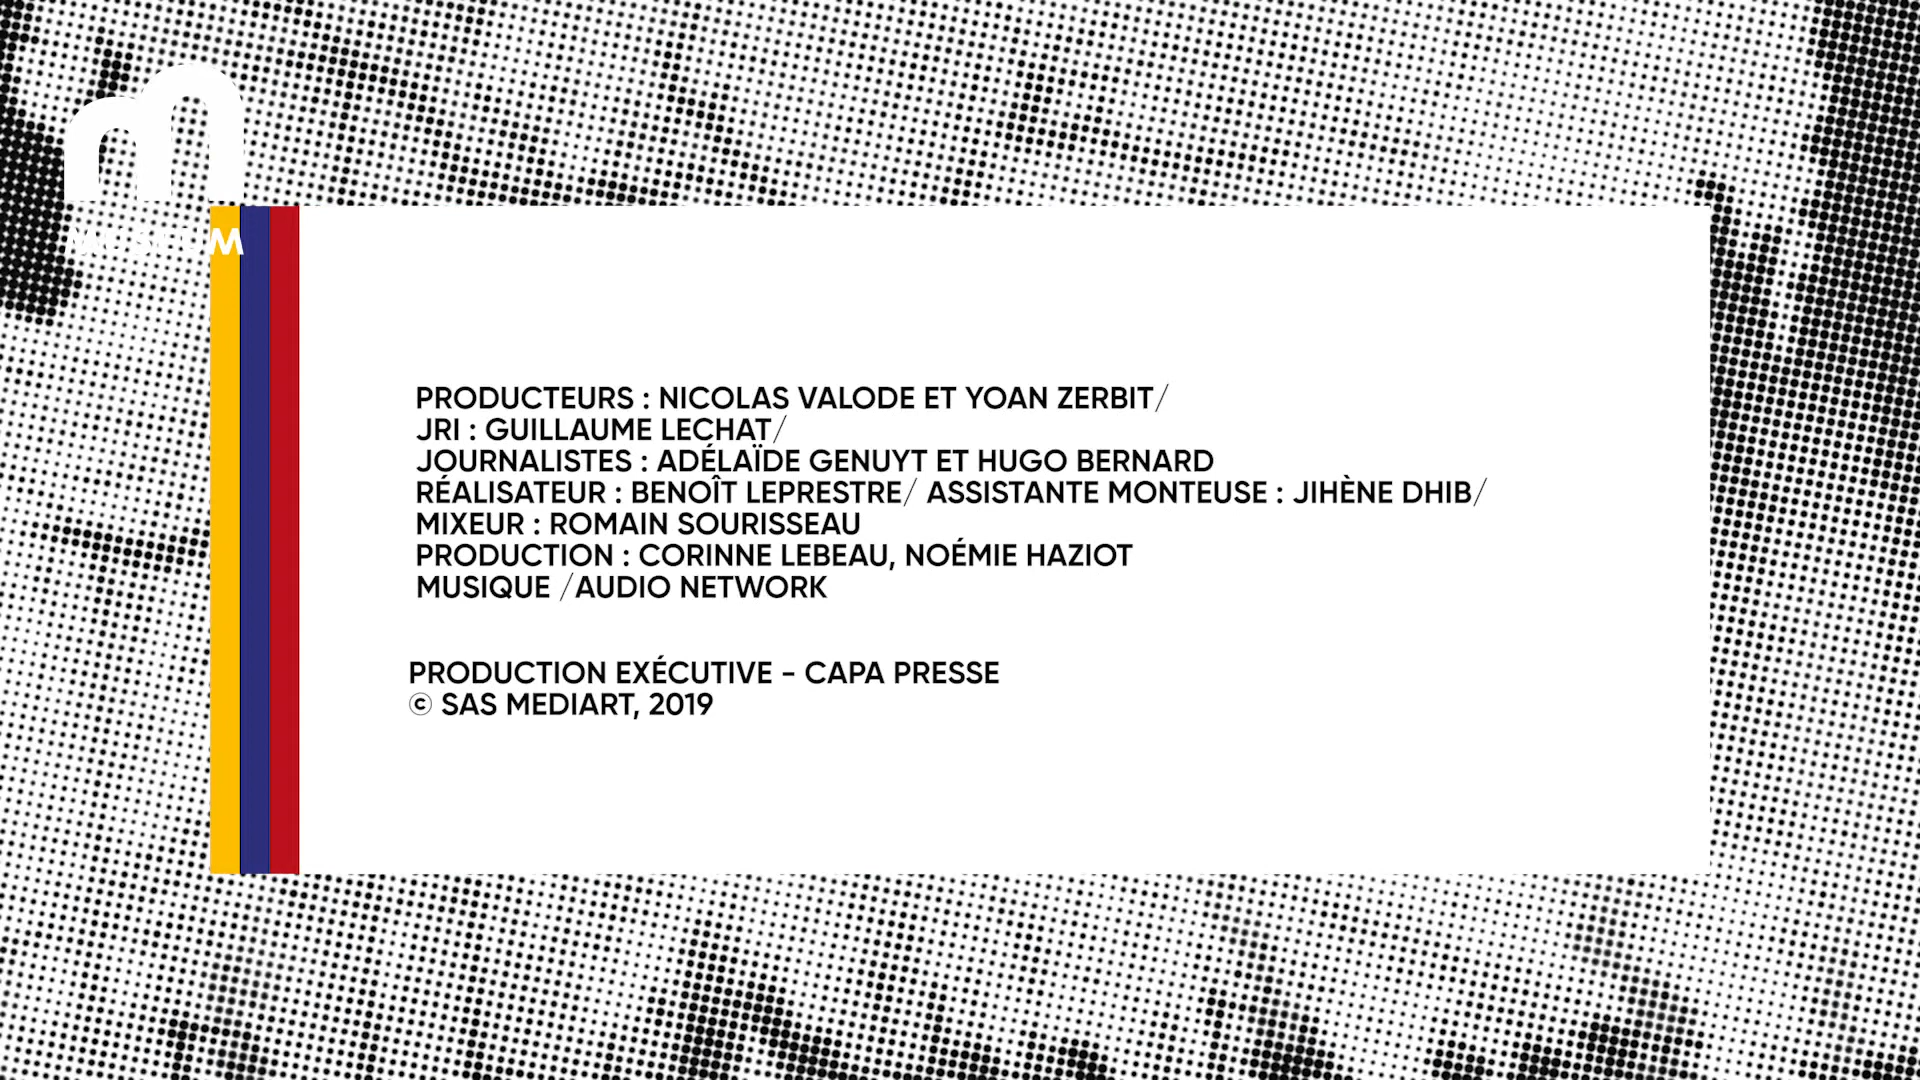 MUSEUM
PRODUCTEURS : NICOLAS VALODE ET YOAN ZERBIT/
JRI : GUILLAUME LECHAT/
JOURNALISTES : ADÉLAÏDE GENUYT ET HUGO BERNARD
RÉALISATEUR : BENOÎT LEPRESTRE/ ASSISTANTE MONTEUSE : JIHÈNE DHIB/
MIXEUR : ROMAIN SOURISSEAU
PRODUCTION : CORINNE LEBEAU, NOÉMIE HAZIOT
MUSIQUE /AUDIO NETWORK
PRODUCTION EXÉCUTIVE - CAPA PRESSE
© SAS MEDIART, 2019